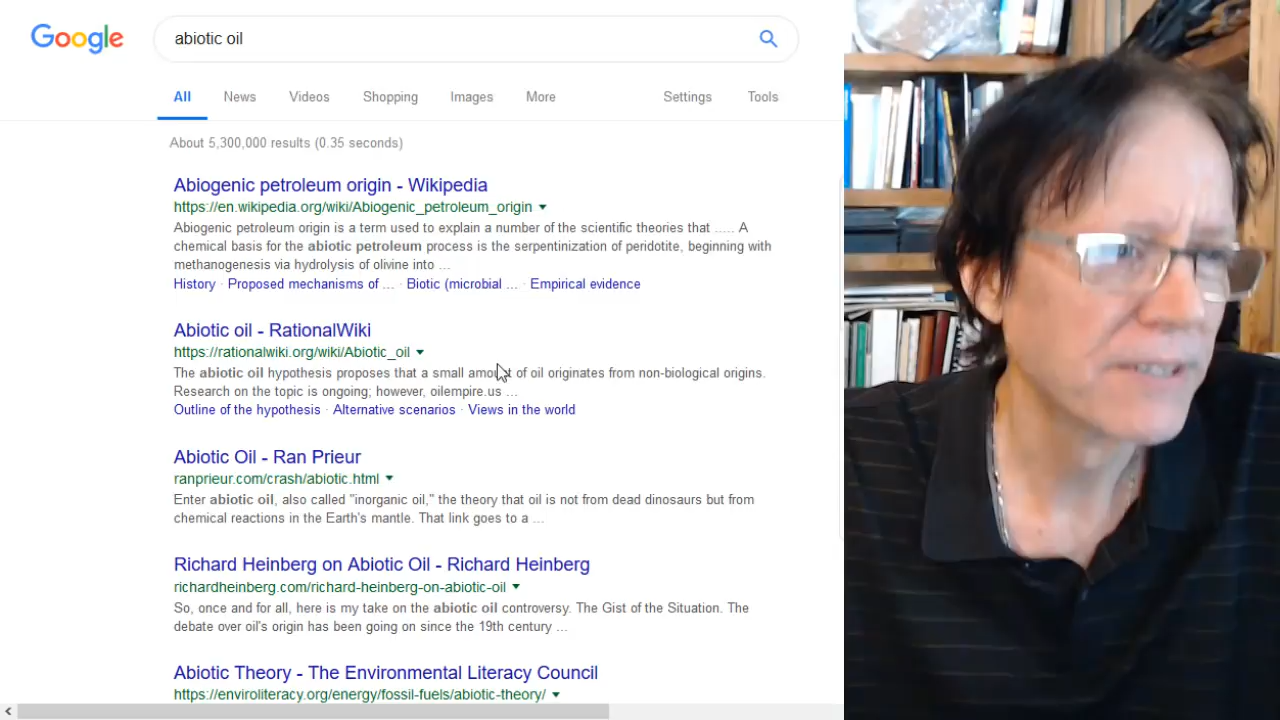 Google
abiotic oil
All News Videos Shopping Images More Settings Tools
About 5,300,000 results (0.35 seconds)
Abiogenic petroleum origin - Wikipedia
https://en.wikipedia.org/wiki/Abiogenic_petroleum_origin
Abiogenic petroleum origin is a term used to explain a number of the scientific theories that ..... A
chemical basis for the abiotic petroleum process is the serpentinization of peridotite, beginning with
methanogenesis via hydrolysis of olivine into ...
History · Proposed mechanisms of ... · Biotic (microbial ... · Empirical evidence
Abiotic oil - RationalWiki
https://rationalwiki.org/wiki/Abiotic_oil
The abiotic oil hypothesis proposes that a small amount of oil originates from non-biological origins.
Research on the topic is ongoing; however, oilempire.us ...
Outline of the hypothesis · Alternative scenarios · Views in the world
Abiotic Oil - Ran Prieur
ranprieur.com/crash/abiotic.html
Enter abiotic oil, also called "inorganic oil," the theory that oil is not from dead dinosaurs but from
chemical reactions in the Earth's mantle. That link goes to a ...
Richard Heinberg on Abiotic Oil - Richard Heinberg
richardheinberg.com/richard-heinberg-on-abiotic-oil
So, once and for all, here is my take on the abiotic oil controversy. The Gist of the Situation. The
debate over oil's origin has been going on since the 19th century ...
Abiotic Theory - The Environmental Literacy Council
https://enviroliteracy.org/energy/fossil-fuels/abiotic-theory/